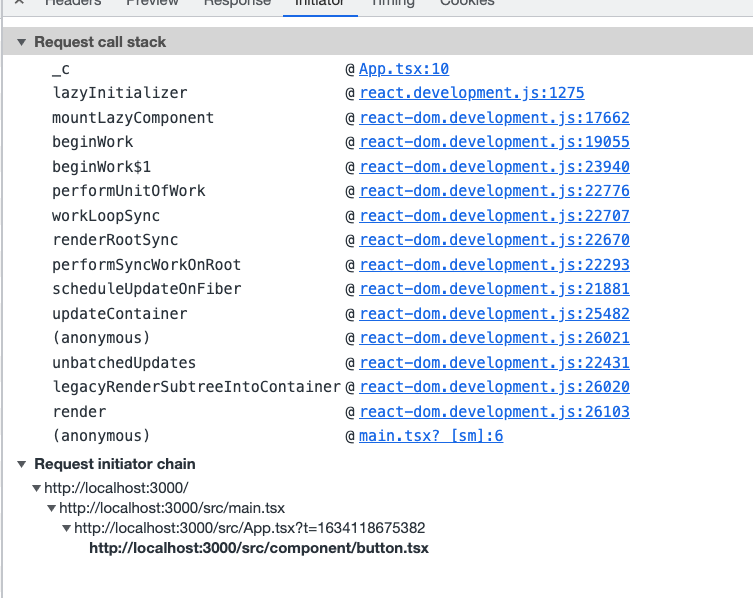 × Headers Preview Response Initiator Timing Cookies
▼ Request call stack
_c @ App.tsx:10
lazyInitializer @ react.development.js:1275
mountLazyComponent @ react-dom.development.js:17662
beginWork @ react-dom.development.js:19055
beginWork$1 @ react-dom.development.js:23940
performUnitOfWork @ react-dom.development.js:22776
workLoopSync @ react-dom.development.js:22707
renderRootSync @ react-dom.development.js:22670
performSyncWorkOnRoot @ react-dom.development.js:22293
scheduleUpdateOnFiber @ react-dom.development.js:21881
updateContainer @ react-dom.development.js:25482
(anonymous) @ react-dom.development.js:26021
unbatchedUpdates @ react-dom.development.js:22431
legacyRenderSubtreeIntoContainer @ react-dom.development.js:26020
render @ react-dom.development.js:26103
(anonymous) @ main.tsx? [sm]:6
▼ Request initiator chain
▼ http://localhost:3000/
▼ http://localhost:3000/src/main.tsx
▼ http://localhost:3000/src/App.tsx?t=1634118675382
http://localhost:3000/src/component/button.tsx